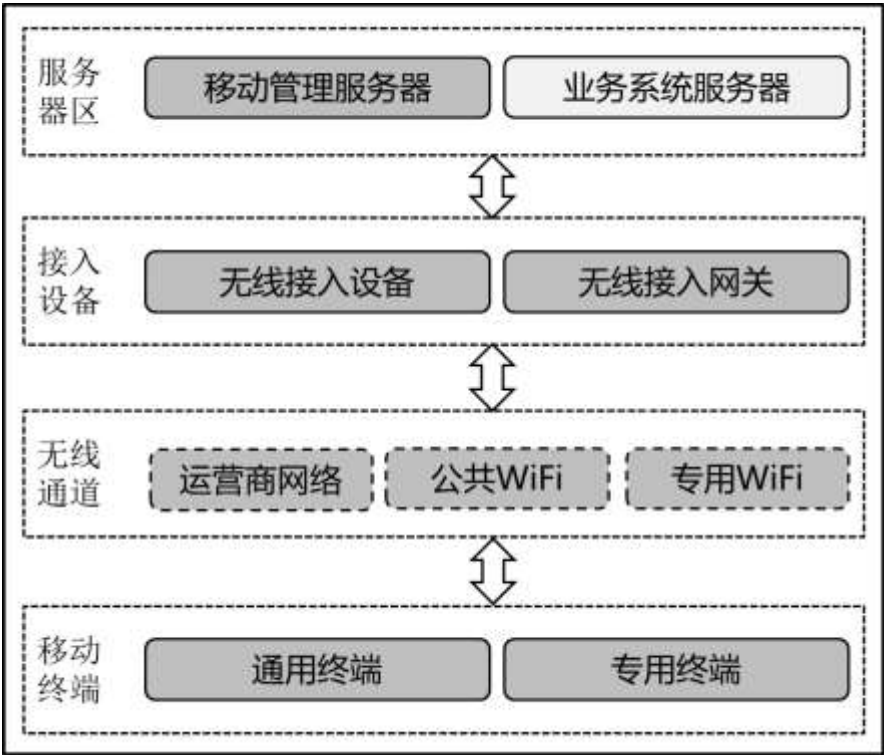 服务
器区
移动管理服务器
业务系统服务器
接入
设备
无线接入设备
无线接入网关
无线
通道
运营商网络
公共WiFi
专用WiFi
移动
终端
通用终端
专用终端